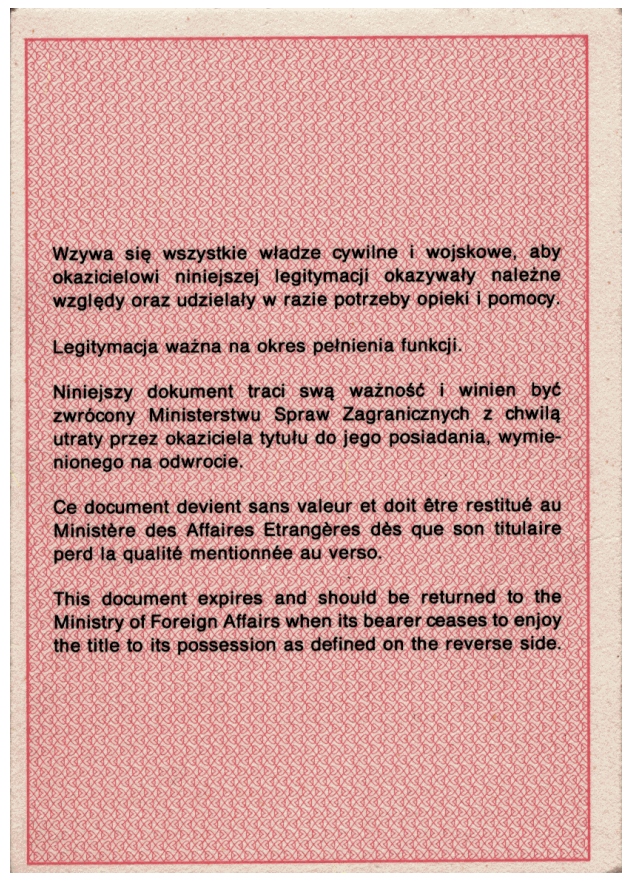 Wzywa się wszystkie władze cywilne i wojskowe, aby
okazicielowi niniejszej legitymacji okazywały należne
względy oraz udzielały w razie potrzeby opieki i pomocy.
Legitymacja ważna na okres pełnienia funkcji.
Niniejszy dokument traci swą ważność i winien być
zwrócony Ministerstwu Spraw Zagranicznych z chwilą
utraty przez okaziciela tytułu do jego posiadania, wymie-
nionego na odwrocie.
Ce document devient sans valeur et doit être restitué au
Ministère des Affaires Etrangères dès que son titulaire
perd la qualité mentionnée au verso.
This document expires and should be returned to the
Ministry of Foreign Affairs when its bearer ceases to enjoy
the title to its possession as defined on the reverse side.